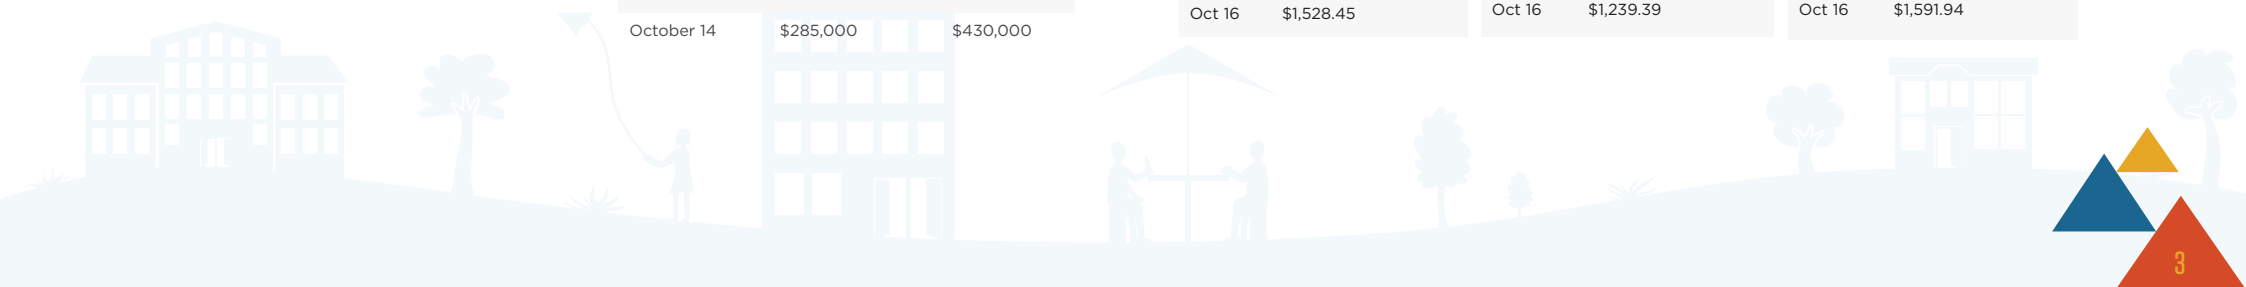 October 14 $285,000 $430,000
Oct 16 $1,528.45
Oct 16 $1,239.39
Oct 16 $1,591.94
3